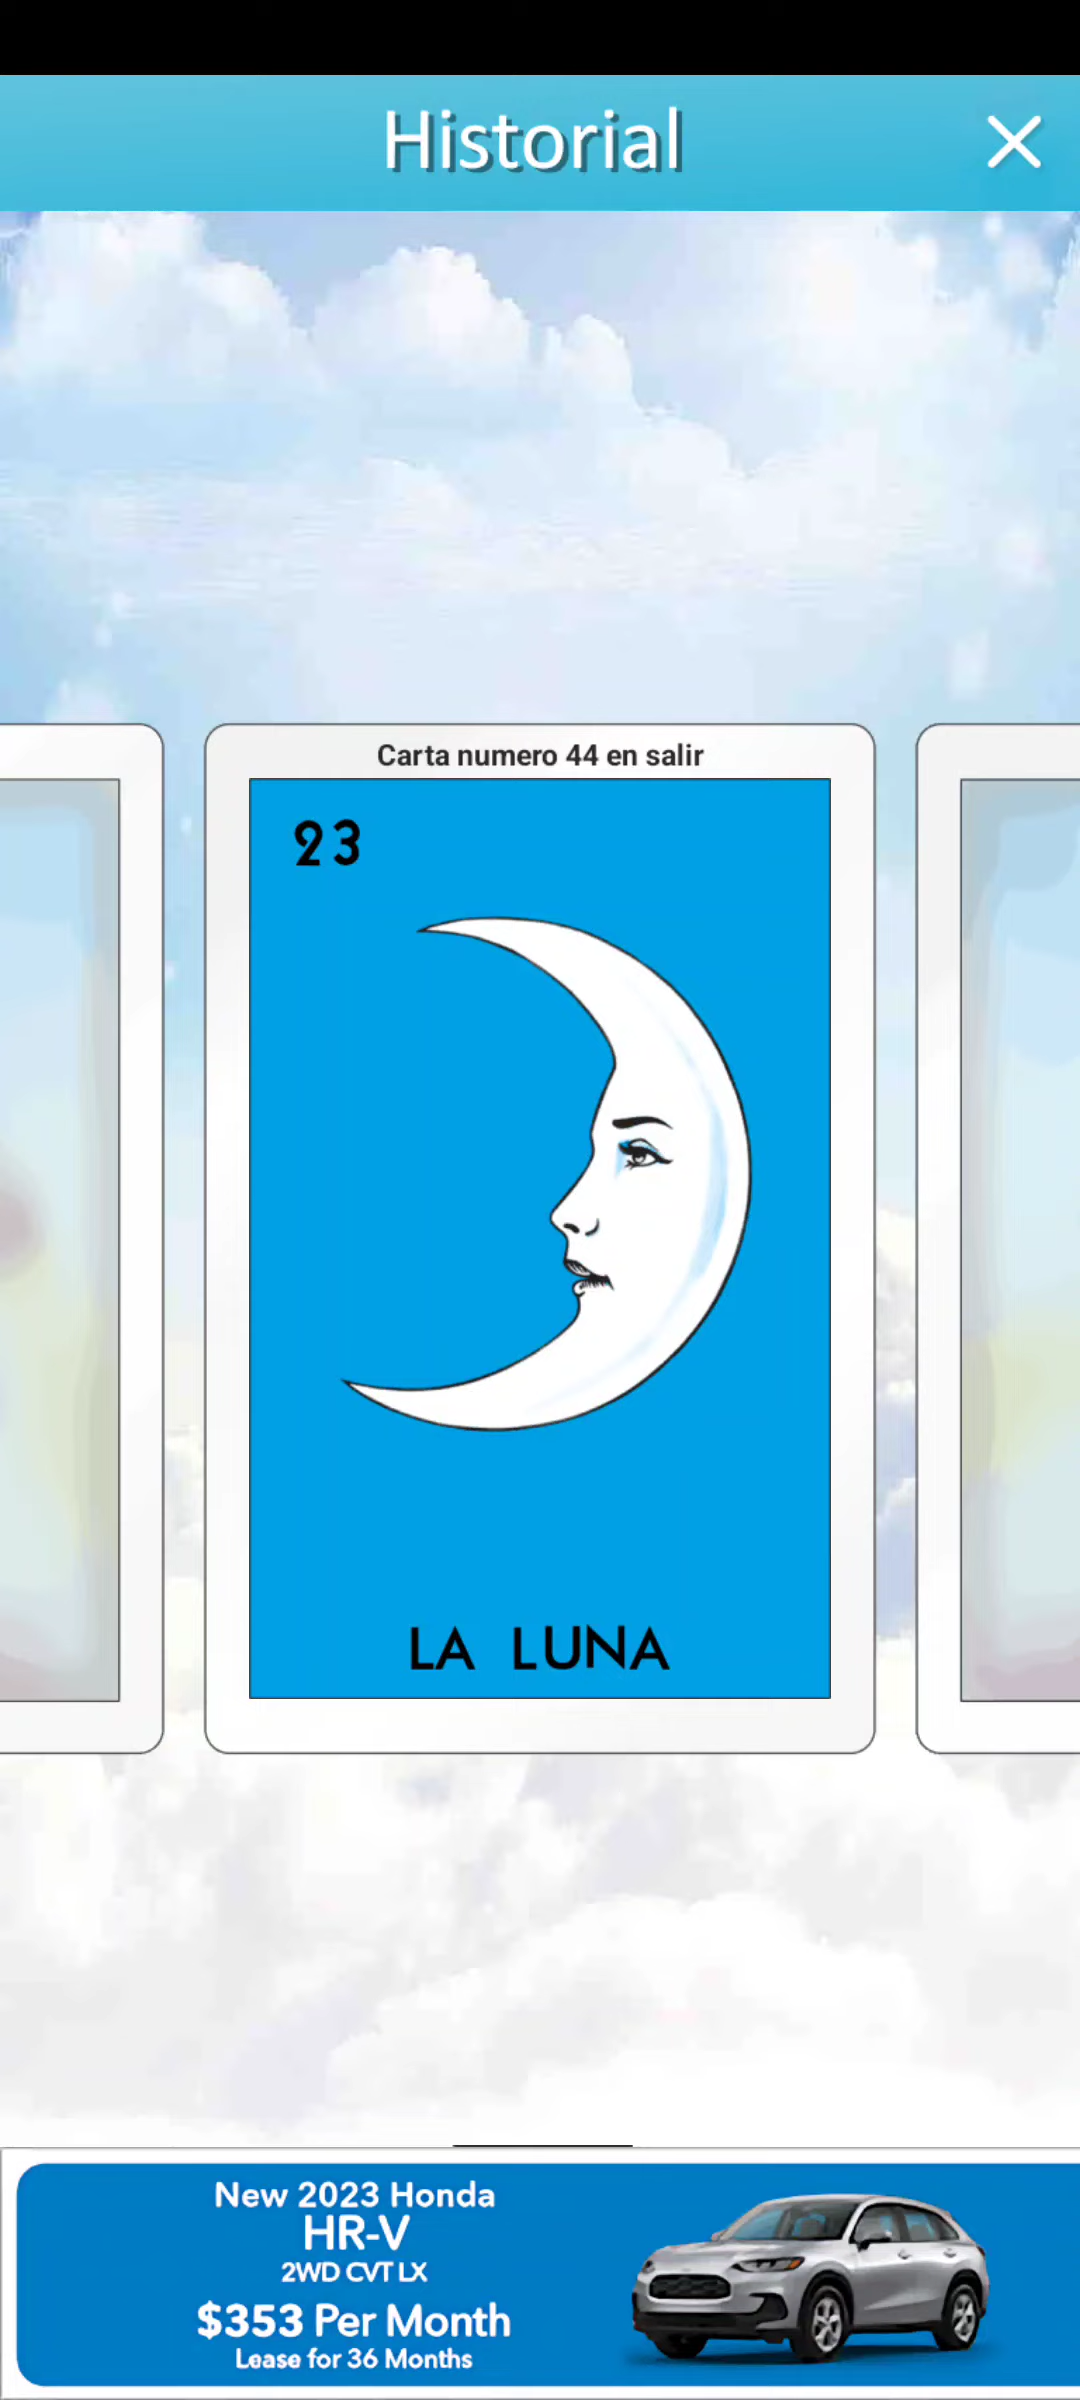 Historial
Carta numero 44 en salir
23
LA LUNA
New 2023 Honda
HR-V
2WD CVT LX
$353 Per Month
Lease for 36 Months